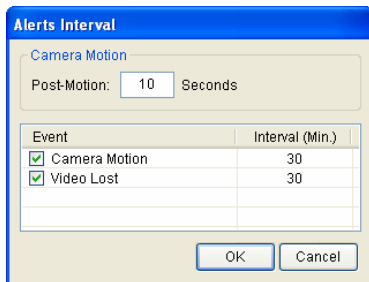 Alerts Interval
Camera Motion
Post-Motion: 10 Seconds
Event Interval (Min.)
Camera Motion 30
Video Lost 30
OK Cancel